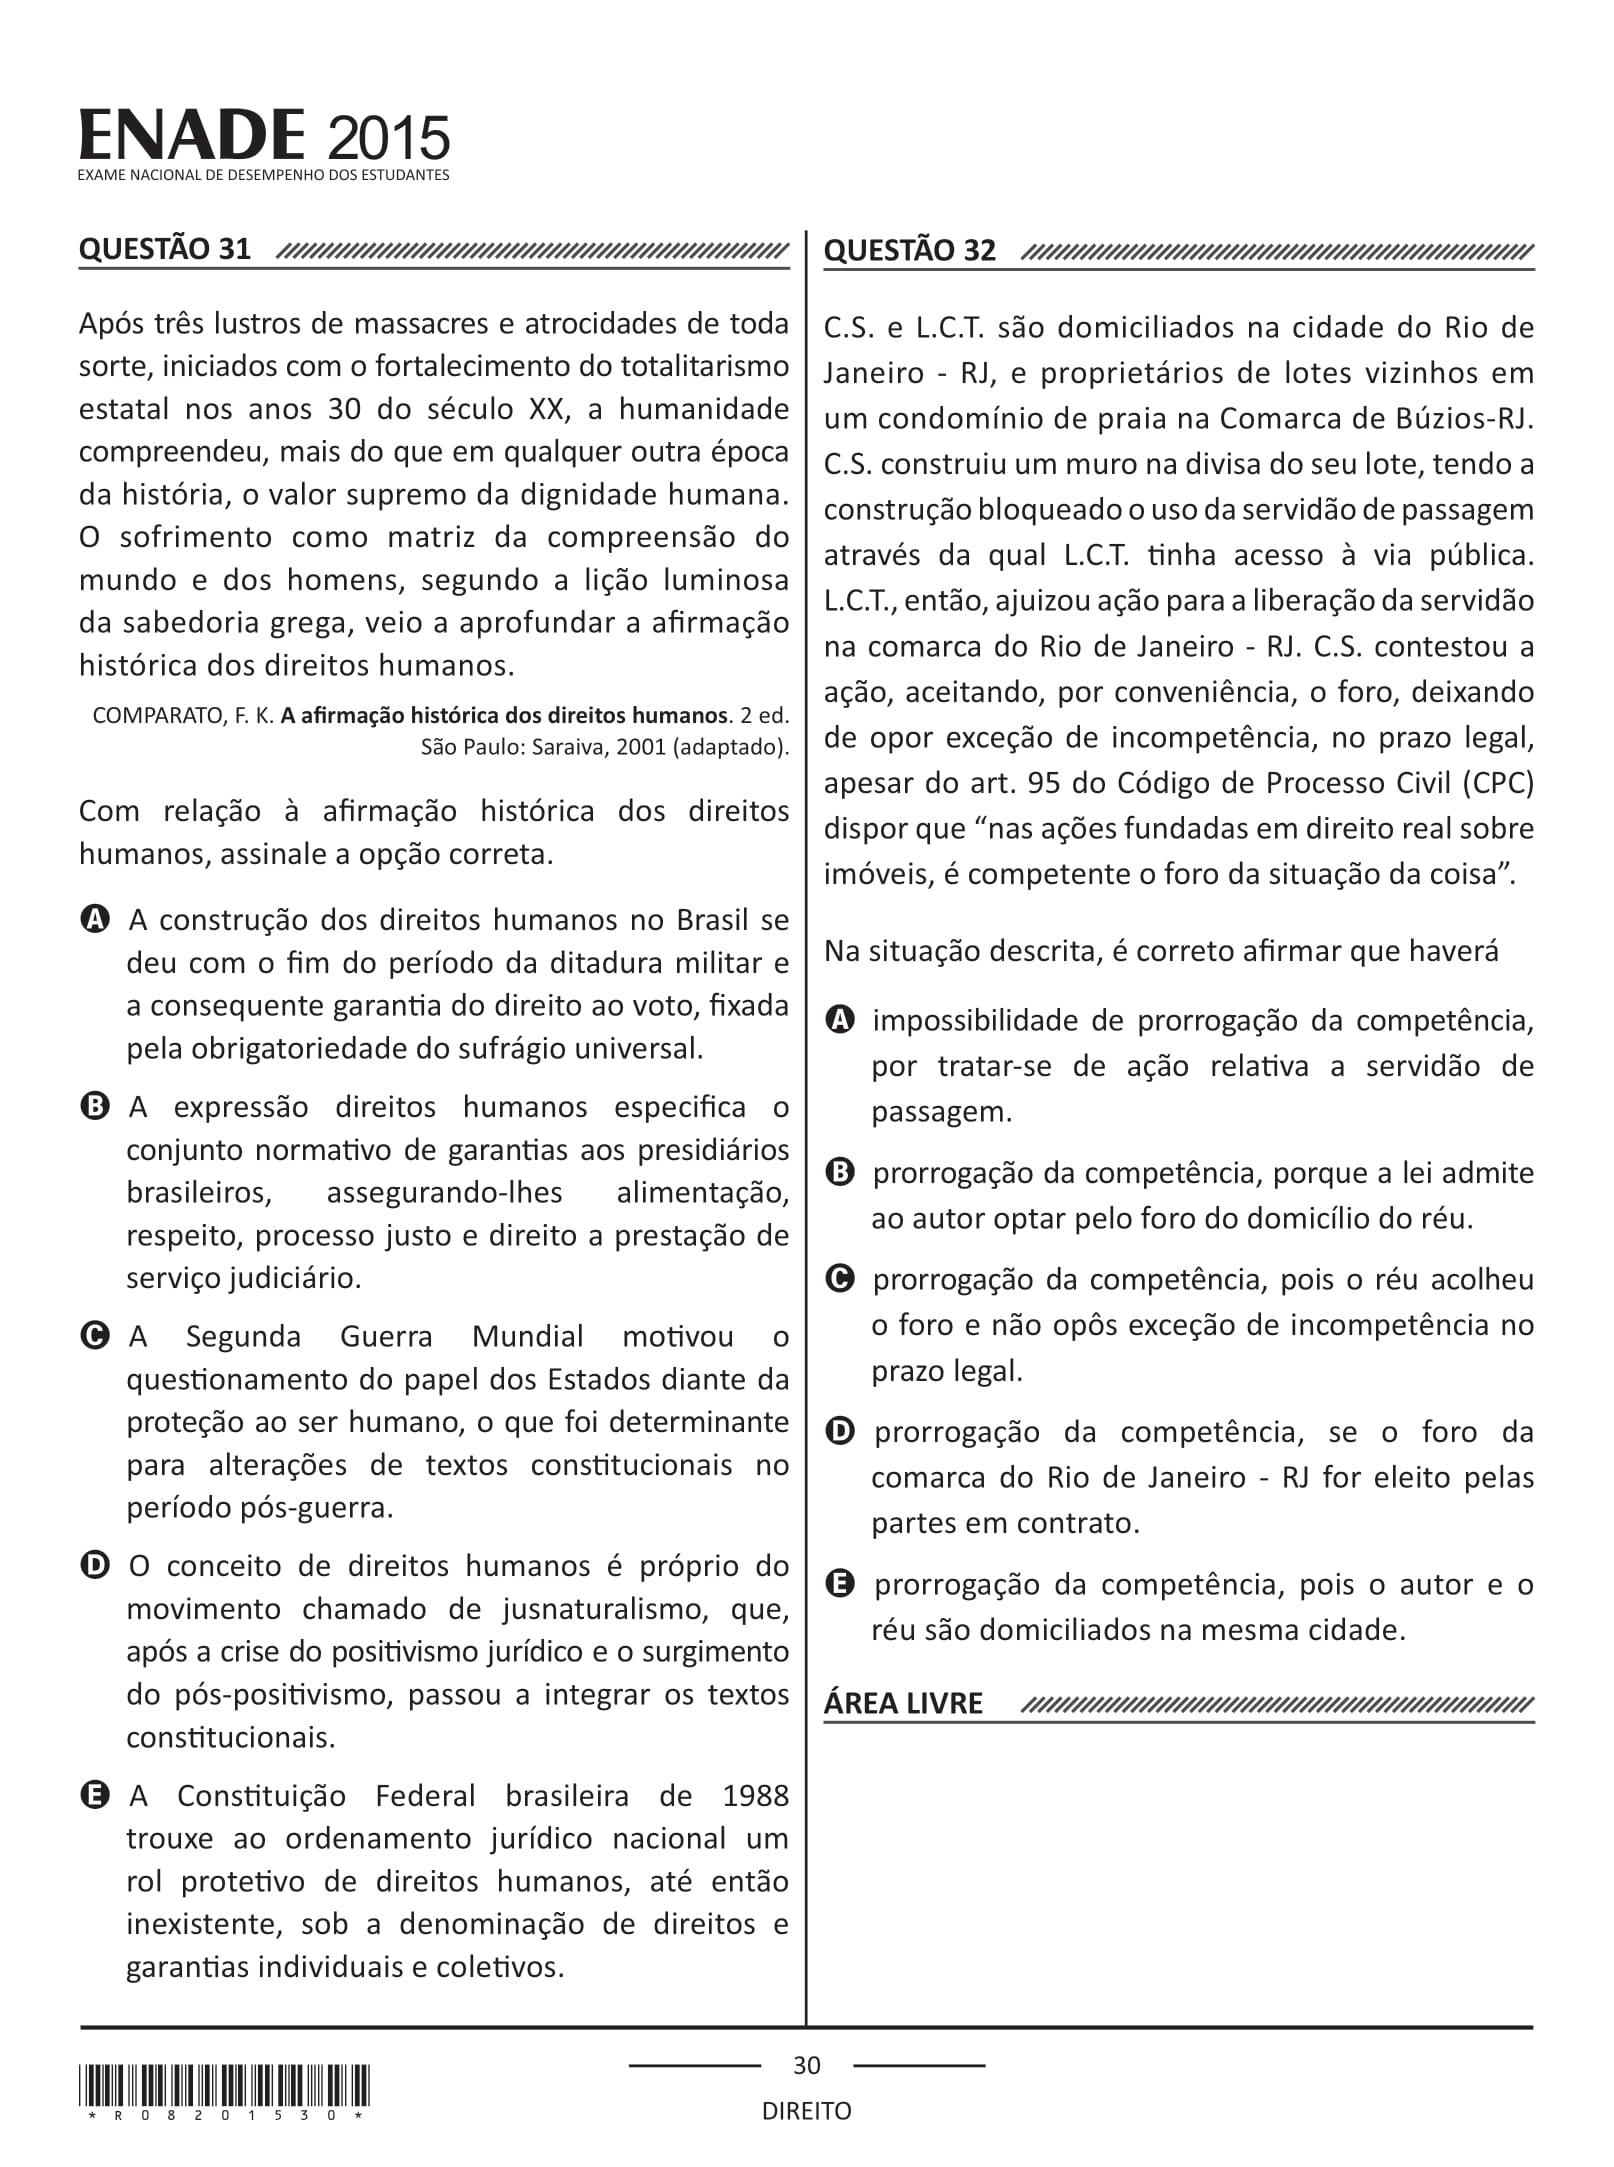 ENADE 2015
EXAME NACIONAL DE DESEMPENHO DOS ESTUDANTES
QUESTÃO 31
Após três lustros de massacres e atrocidades de toda
sorte, iniciados com o fortalecimento do totalitarismo
estatal nos anos 30 do século XX, a humanidade
compreendeu, mais do que em qualquer outra época
da história, o valor supremo da dignidade humana.
O sofrimento como matriz da compreensão do
mundo e dos homens, segundo a lição luminosa
da sabedoria grega, veio a aprofundar a afirmação
histórica dos direitos humanos.
COMPARATO, F. K. A afirmação histórica dos direitos humanos. 2 ed.
São Paulo: Saraiva, 2001 (adaptado).
Com relação à afirmação histórica dos direitos
humanos, assinale a opção correta.
A A construção dos direitos humanos no Brasil se
deu com o fim do período da ditadura militar e
a consequente garantia do direito ao voto, fixada
pela obrigatoriedade do sufrágio universal.
B A expressão direitos humanos especifica o
conjunto normativo de garantias aos presidiários
brasileiros, assegurando-lhes alimentação,
respeito, processo justo e direito a prestação de
serviço judiciário.
C A Segunda Guerra Mundial motivou o
questionamento do papel dos Estados diante da
proteção ao ser humano, o que foi determinante
para alterações de textos constitucionais no
período pós-guerra.
D O conceito de direitos humanos é próprio do
movimento chamado de jusnaturalismo, que,
após a crise do positivismo jurídico e o surgimento
do pós-positivismo, passou a integrar os textos
constitucionais.
E A Constituição Federal brasileira de 1988
trouxe ao ordenamento jurídico nacional um
rol protetivo de direitos humanos, até então
inexistente, sob a denominação de direitos e
garantias individuais e coletivos.
QUESTÃO 32
C.S. e L.C.T. são domiciliados na cidade do Rio de
Janeiro - RJ, e proprietários de lotes vizinhos em
um condomínio de praia na Comarca de Búzios-RJ.
C.S. construiu um muro na divisa do seu lote, tendo a
construção bloqueado o uso da servidão de passagem
através da qual L.C.T. tinha acesso à via pública.
L.C.T., então, ajuizou ação para a liberação da servidão
na comarca do Rio de Janeiro - RJ. C.S. contestou a
ação, aceitando, por conveniência, o foro, deixando
de opor exceção de incompetência, no prazo legal,
apesar do art. 95 do Código de Processo Civil (CPC)
dispor que “nas ações fundadas em direito real sobre
imóveis, é competente o foro da situação da coisa”.
Na situação descrita, é correto afirmar que haverá
A impossibilidade de prorrogação da competência,
por tratar-se de ação relativa a servidão de
passagem.
B prorrogação da competência, porque a lei admite
ao autor optar pelo foro do domicílio do réu.
C prorrogação da competência, pois o réu acolheu
o foro e não opôs exceção de incompetência no
prazo legal.
D prorrogação da competência, se o foro da
comarca do Rio de Janeiro - RJ for eleito pelas
partes em contrato.
E prorrogação da competência, pois o autor e o
réu são domiciliados na mesma cidade.
ÁREA LIVRE
*R08201530*
30
DIREITO